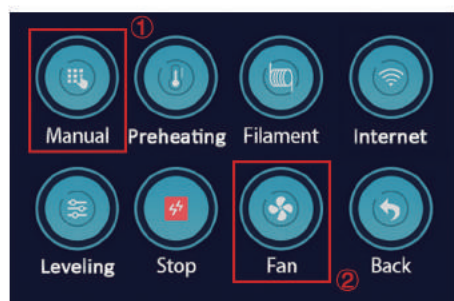 ①
Manual Preheating Filament Internet
Leveling Stop Fan Back
②